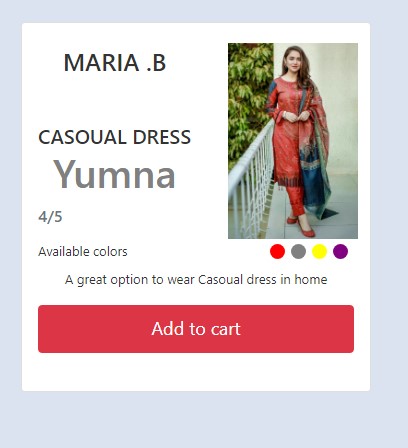 MARIA .B
CASOUAL DRESS
Yumna
4/5
Available colors
A great option to wear Casoual dress in home
Add to cart